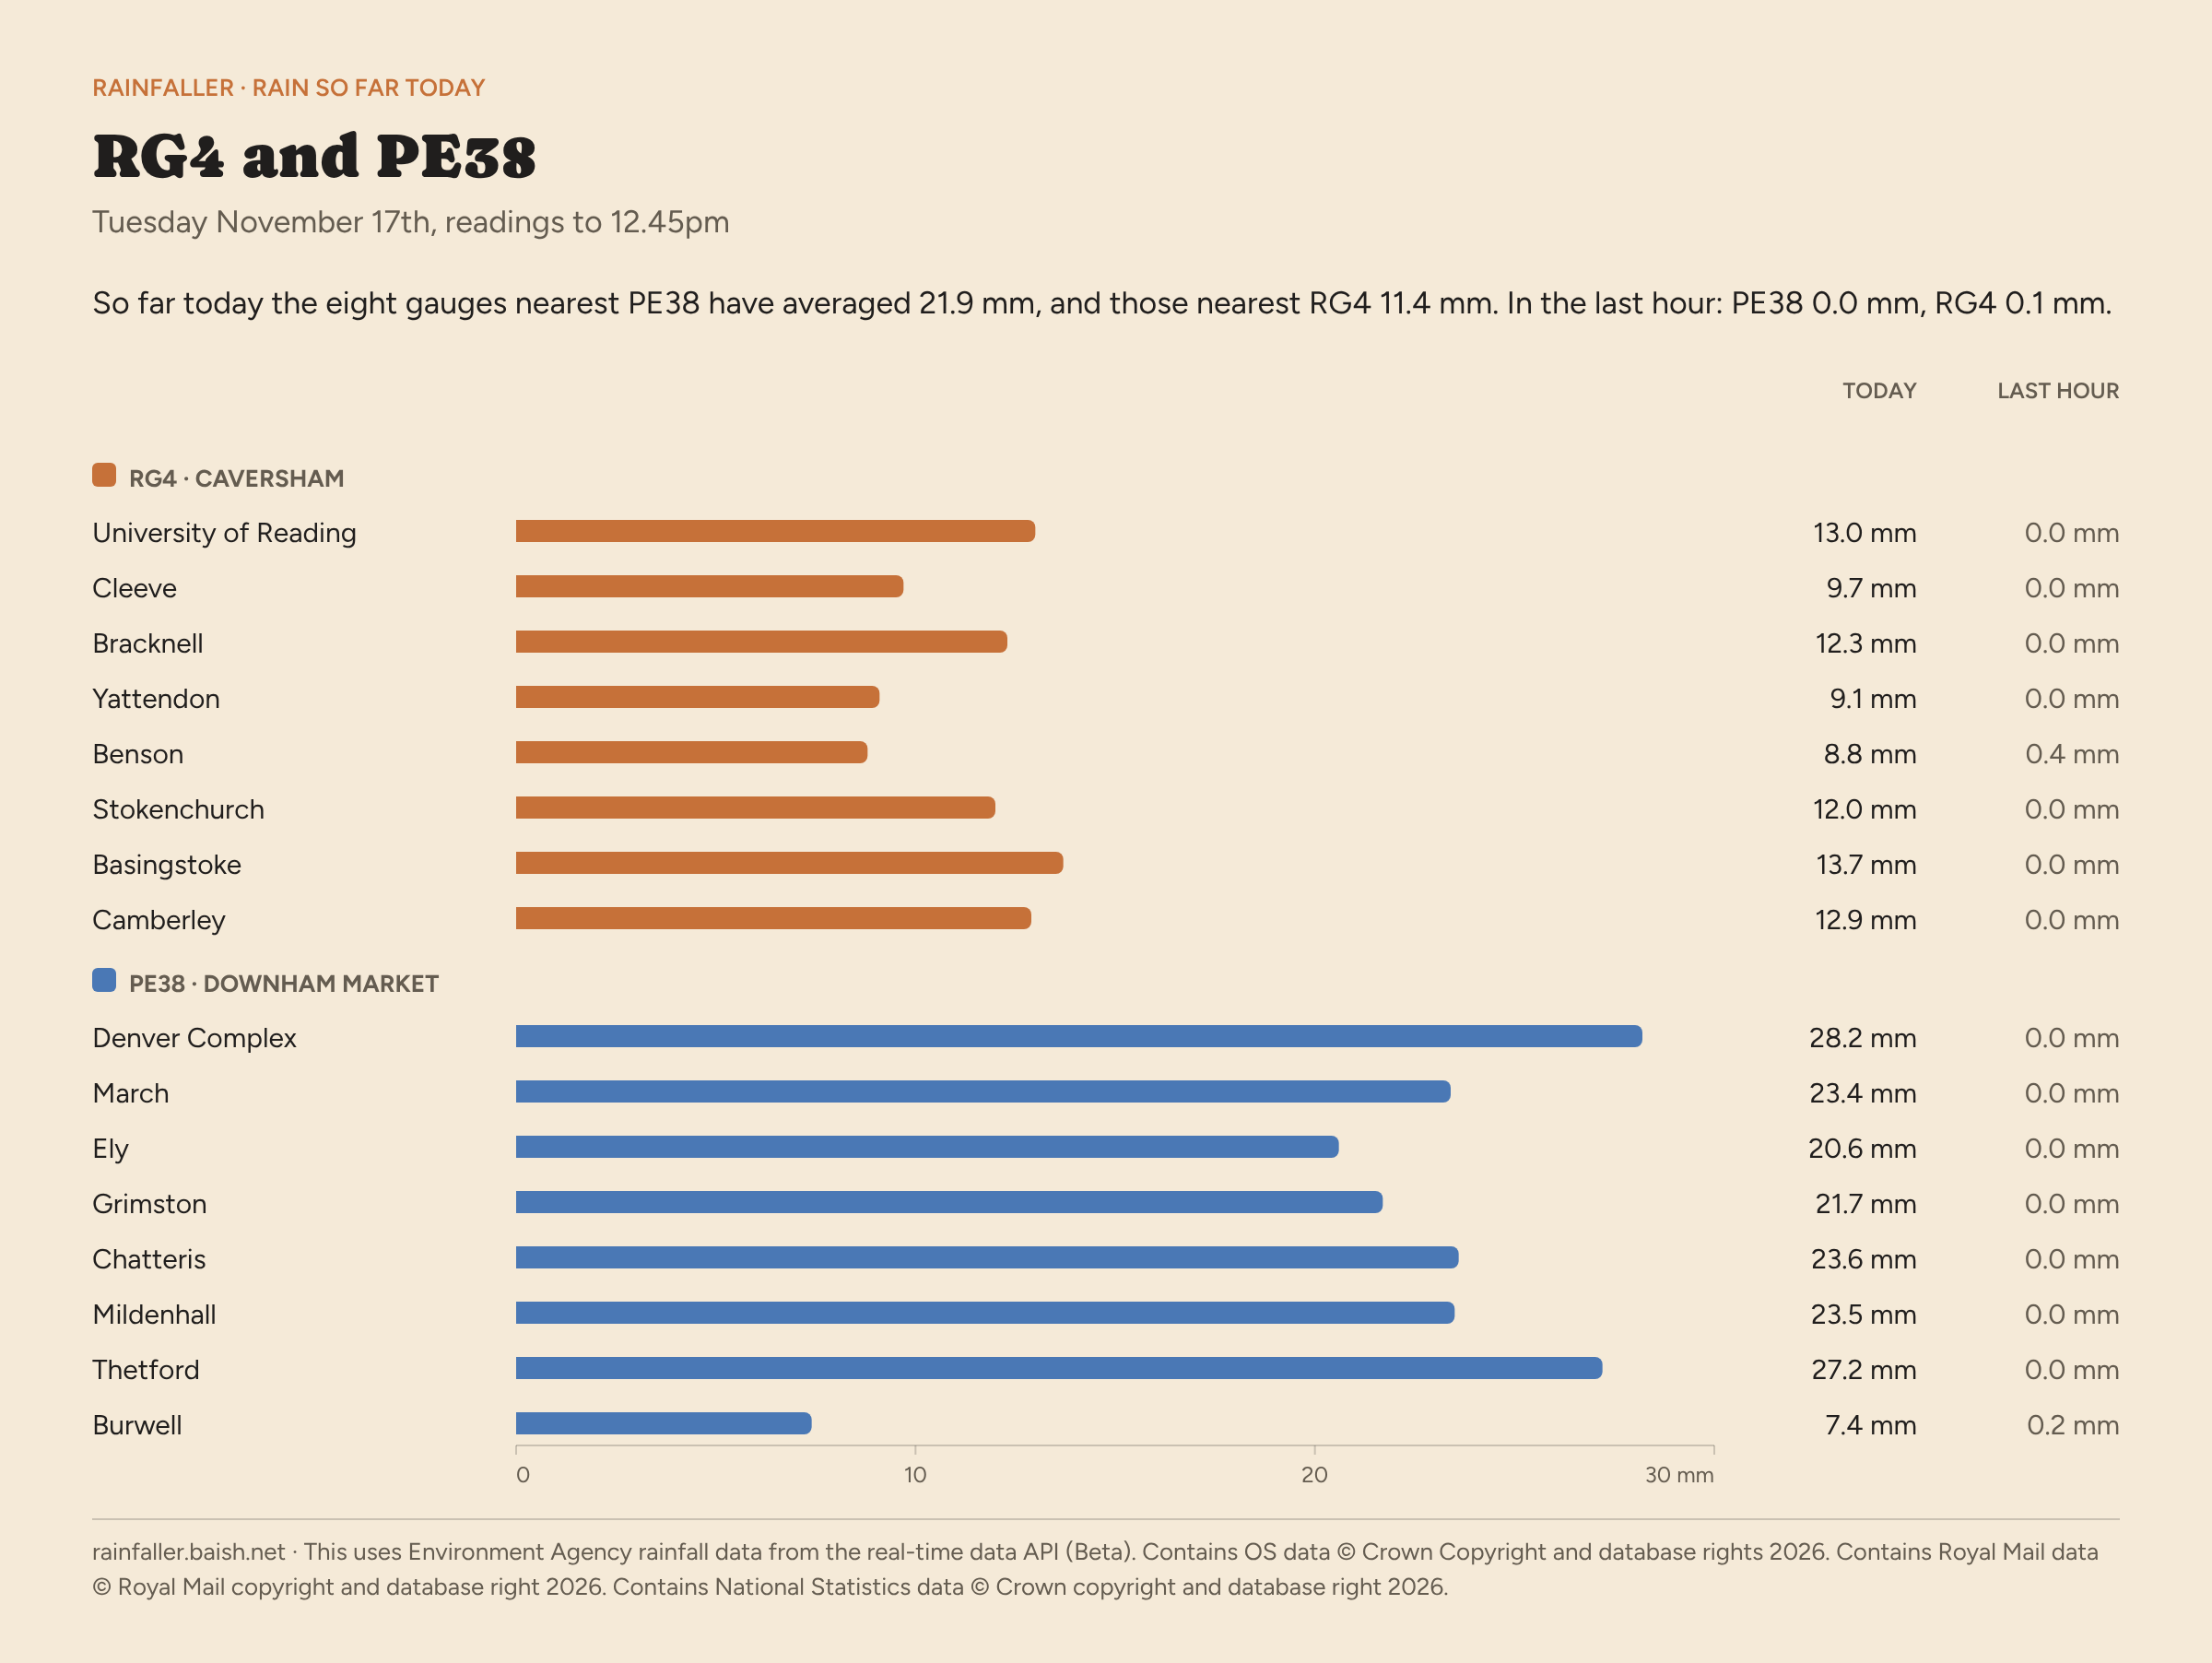 RAINFALLER · RAIN SO FAR TODAY
RG4 and PE38
Tuesday November 17th, readings to 12.45pm
So far today the eight gauges nearest PE38 have averaged 21.9 mm, and those nearest RG4 11.4 mm. In the last hour: PE38 0.0 mm, RG4 0.1 mm.
TODAY LAST HOUR
RG4 · CAVERSHAM
University of Reading 13.0 mm 0.0 mm
Cleeve 9.7 mm 0.0 mm
Bracknell 12.3 mm 0.0 mm
Yattendon 9.1 mm 0.0 mm
Benson 8.8 mm 0.4 mm
Stokenchurch 12.0 mm 0.0 mm
Basingstoke 13.7 mm 0.0 mm
Camberley 12.9 mm 0.0 mm
PE38 · DOWNHAM MARKET
Denver Complex 28.2 mm 0.0 mm
March 23.4 mm 0.0 mm
Ely 20.6 mm 0.0 mm
Grimston 21.7 mm 0.0 mm
Chatteris 23.6 mm 0.0 mm
Mildenhall 23.5 mm 0.0 mm
Thetford 27.2 mm 0.0 mm
Burwell 7.4 mm 0.2 mm
0 10 20 30 mm
rainfaller.baish.net · This uses Environment Agency rainfall data from the real-time data API (Beta). Contains OS data © Crown Copyright and database rights 2026. Contains Royal Mail data
© Royal Mail copyright and database right 2026. Contains National Statistics data © Crown copyright and database right 2026.